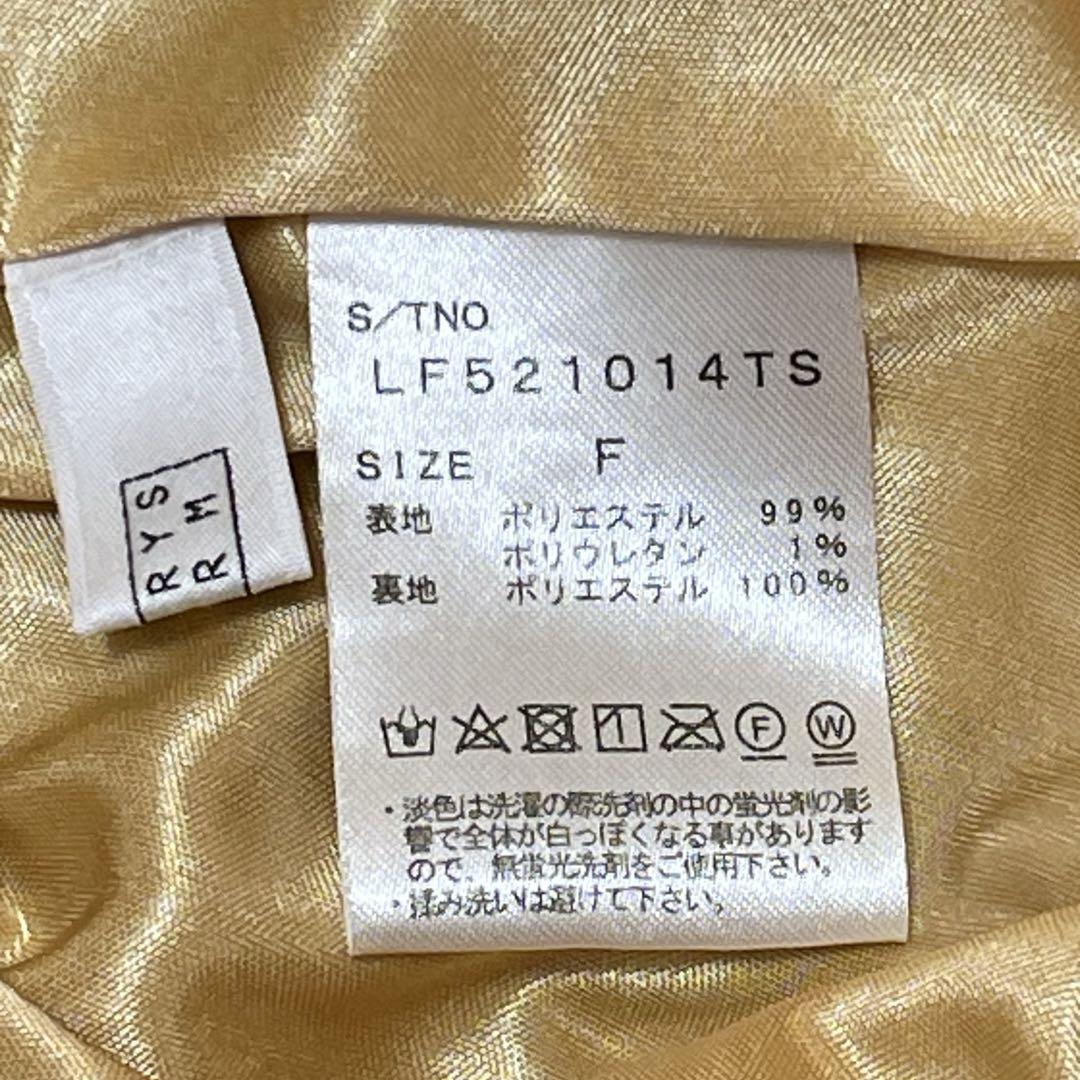 S/TNO
LF521014TS
SIZE F
表地 ポリエステル 99%
ポリウレタン 1%
裏地 ポリエステル 100%
1 F W
・淡色は洗濯の際洗剤の中の蛍光剤の影
響で全体が白っぽくなる事があります
ので、無蛍光洗剤をご使用下さい。
・揉み洗いは避けて下さい。
RYS
RM